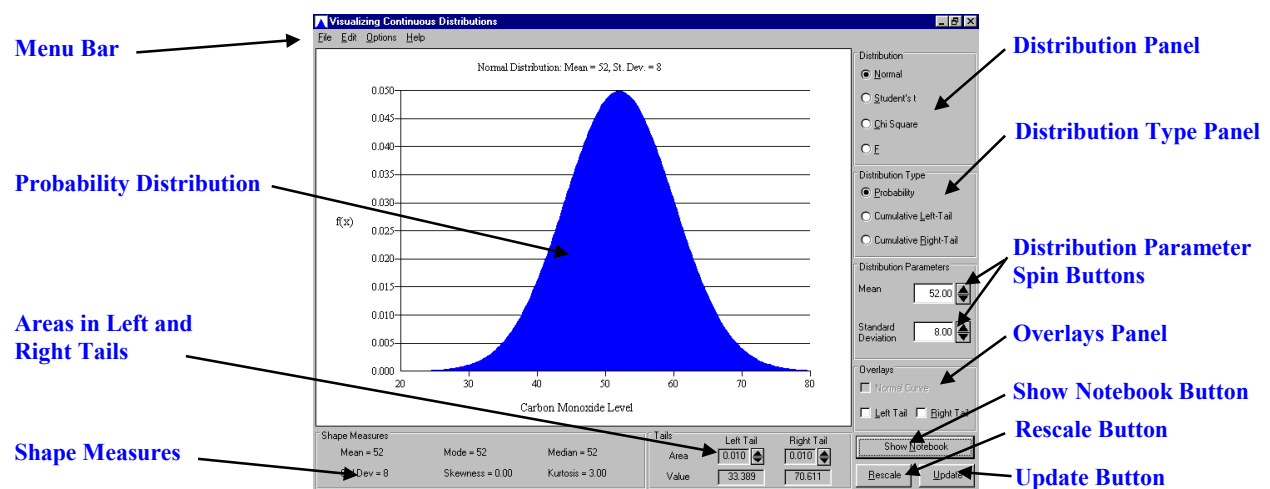 Visualizing Continuous Distributions
File Edit Options Help
Menu Bar
Normal Distribution: Mean = 52, St. Dev. = 8
0.050
0.045
0.040
0.035
0.030
0.025
0.020
0.015
0.010
0.005
0.000
f(x)
20 30 40 50 60 70 80
Carbon Monoxide Level
Probability Distribution
Areas in Left and
Right Tails
Shape Measures
Shape Measures
Mean = 52 Mode = 52 Median = 52
Dev = 8 Skewness = 0.00 Kurtosis = 3.00
Tails
Left Tail Right Tail
Area 0.010 0.010
Value 33.389 70.611
Distribution
Normal
Student's t
Chi Square
F
Distribution Type
Probability
Cumulative Left-Tail
Cumulative Right-Tail
Distribution Parameters
Mean 52.00
Standard
Deviation 8.00
Overlays
Normal Curve
Left Tail Right Tail
Show Notebook
Rescale Update
Distribution Panel
Distribution Type Panel
Distribution Parameter
Spin Buttons
Overlays Panel
Show Notebook Button
Rescale Button
Update Button